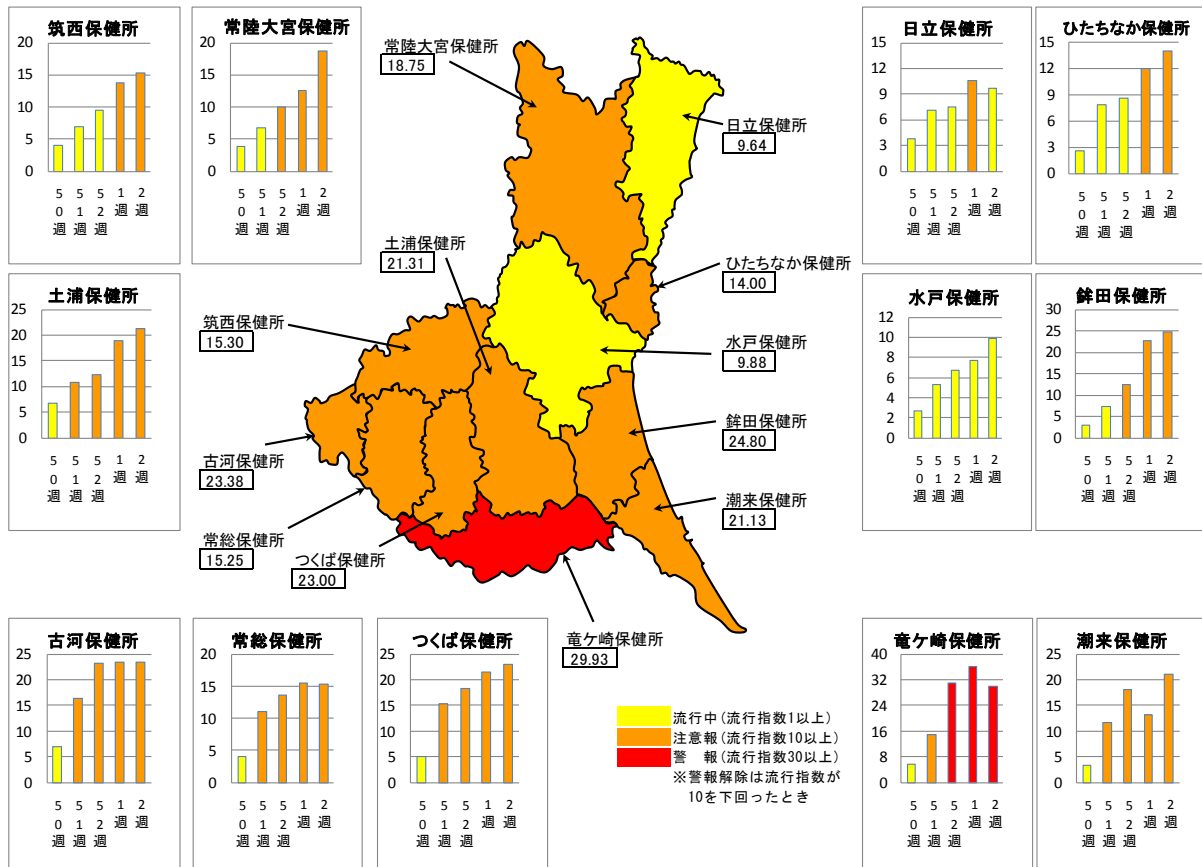 筑西保健所
20
15
10
5
0
50週
51週
52週
1週
2週
常陸大宮保健所
20
15
10
5
0
50週
51週
52週
1週
2週
常陸大宮保健所
18.75
日立保健所
9.64
土浦保健所
21.31
ひたちなか保健所
14.00
筑西保健所
15.30
水戸保健所
9.88
鉾田保健所
24.80
古河保健所
23.38
潮来保健所
21.13
常総保健所
15.25
つくば保健所
23.00
竜ケ崎保健所
29.93
日立保健所
15
12
9
6
3
0
50週
51週
52週
1週
2週
ひたちなか保健所
15
12
9
6
3
0
50週
51週
52週
1週
2週
土浦保健所
25
20
15
10
5
0
50週
51週
52週
1週
2週
水戸保健所
12
10
8
6
4
2
0
50週
51週
52週
1週
2週
鉾田保健所
30
25
20
15
10
5
0
50週
51週
52週
1週
2週
古河保健所
25
20
15
10
5
0
50週
51週
52週
1週
2週
常総保健所
20
15
10
5
0
50週
51週
52週
1週
2週
つくば保健所
25
20
15
10
5
0
50週
51週
52週
1週
2週
流行中(流行指数1以上)
注意報(流行指数10以上)
警　報(流行指数30以上)
※警報解除は流行指数が
10を下回ったとき
竜ケ崎保健所
40
32
24
16
8
0
50週
51週
52週
1週
2週
潮来保健所
25
20
15
10
5
0
50週
51週
52週
1週
2週